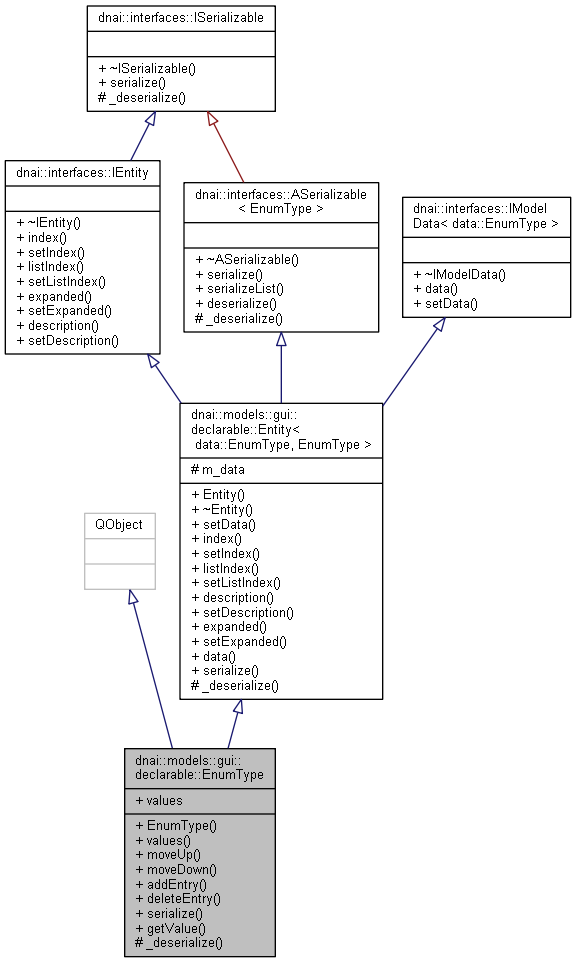 dnai::interfaces::ISerializable
+ ~ISerializable()
+ serialize()
# _deserialize()
dnai::interfaces::IEntity
+ ~IEntity()
+ index()
+ setIndex()
+ listIndex()
+ setListIndex()
+ expanded()
+ setExpanded()
+ description()
+ setDescription()
dnai::interfaces::ASerializable
< EnumType >
+ ~ASerializable()
+ serialize()
+ serializeList()
+ deserialize()
# _deserialize()
dnai::interfaces::IModel
Data< data::EnumType >
+ ~IModelData()
+ data()
+ setData()
dnai::models::gui::
declarable::Entity<
data::EnumType, EnumType >
# m_data
+ Entity()
+ ~Entity()
+ setData()
+ index()
+ setIndex()
+ listIndex()
+ setListIndex()
+ description()
+ setDescription()
+ expanded()
+ setExpanded()
+ data()
+ serialize()
# _deserialize()
QObject
dnai::models::gui::
declarable::EnumType
+ values
+ EnumType()
+ values()
+ moveUp()
+ moveDown()
+ addEntry()
+ deleteEntry()
+ serialize()
+ getValue()
# _deserialize()